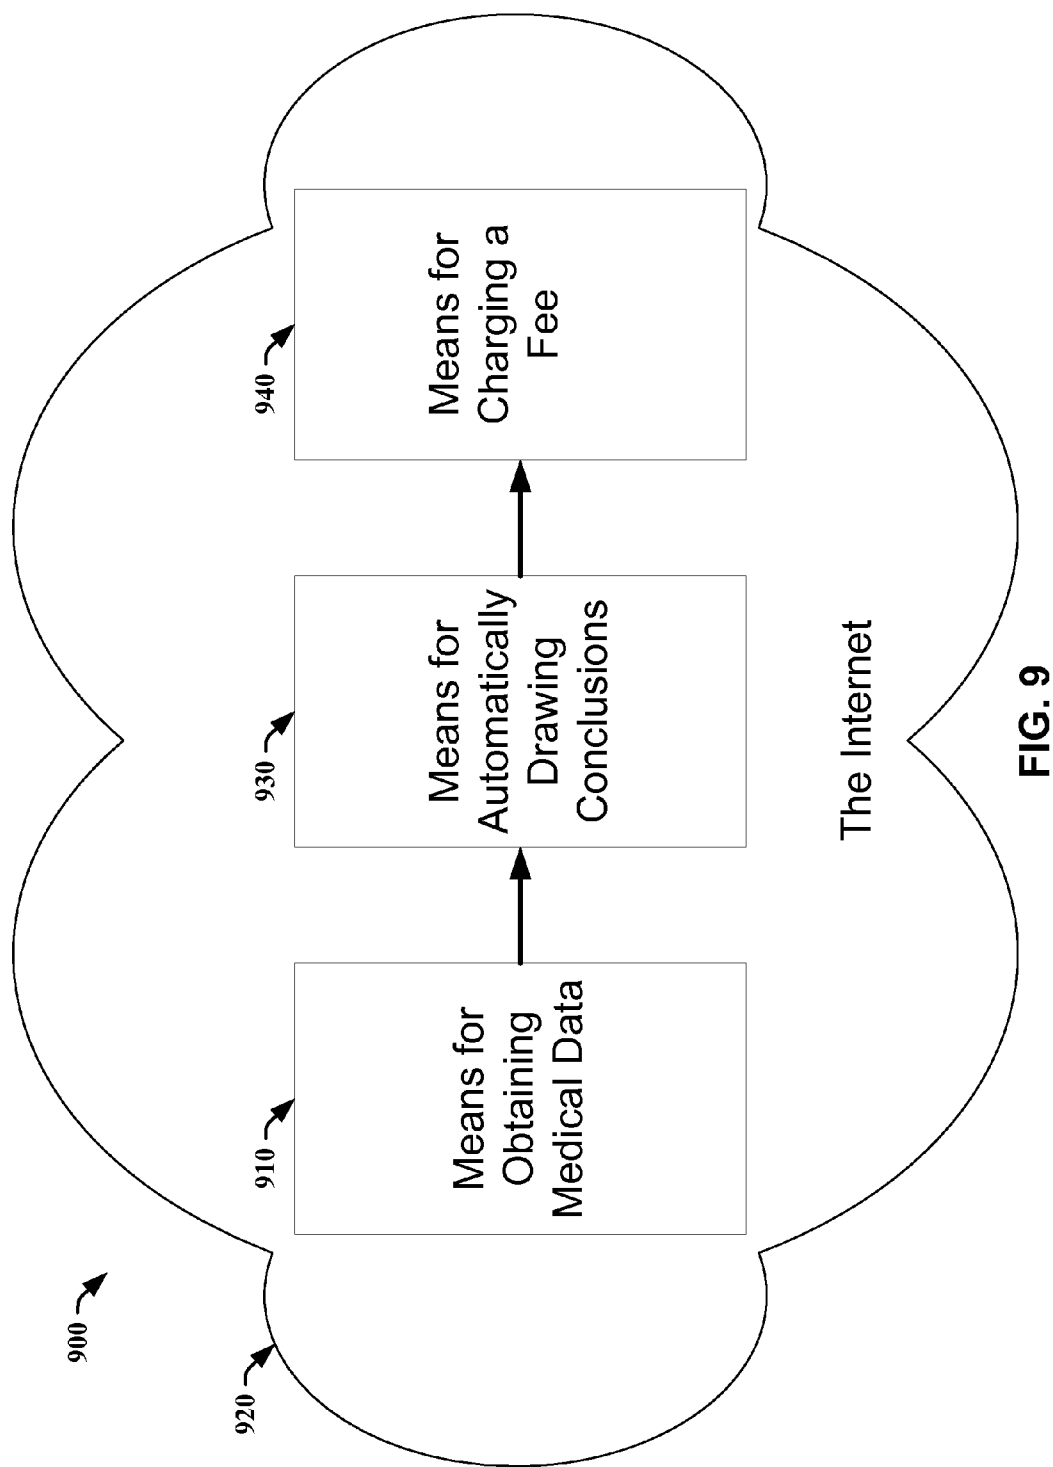 900
920
910
Means for
Obtaining
Medical Data
930
Means for
Automatically
Drawing
Conclusions
940
Means for
Charging a
Fee
The Internet
FIG. 9